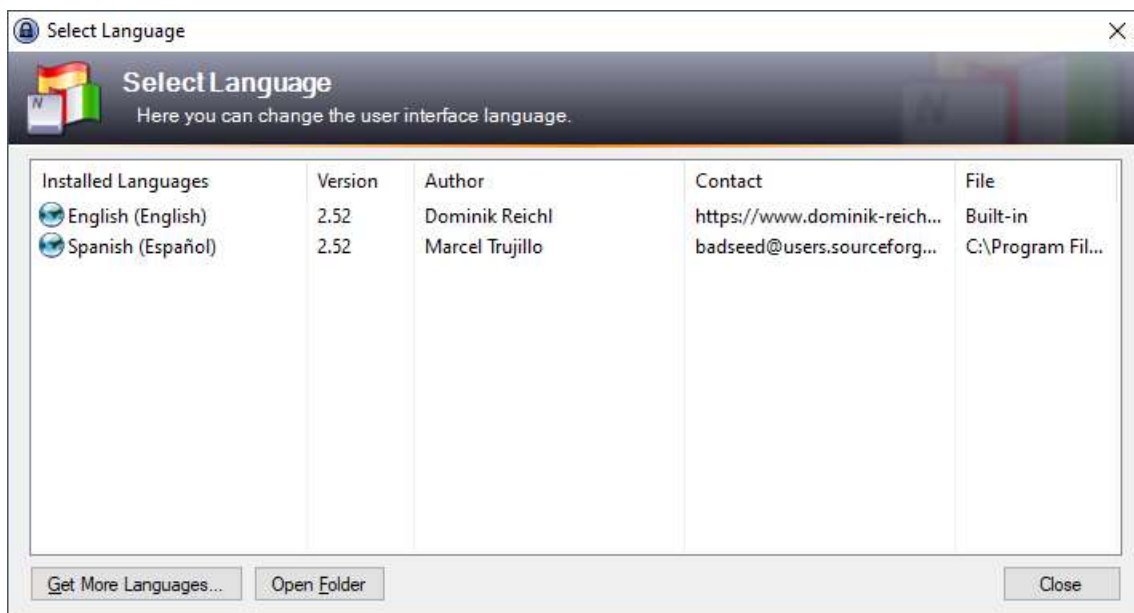 Select Language
Select Language
Here you can change the user interface language.
Installed Languages Version Author Contact File
English (English) 2.52 Dominik Reichl https://www.dominik-reich... Built-in
Spanish (Español) 2.52 Marcel Trujillo badseed@users.sourceforg... C:\Program Fil...
Get More Languages... Open Folder Close